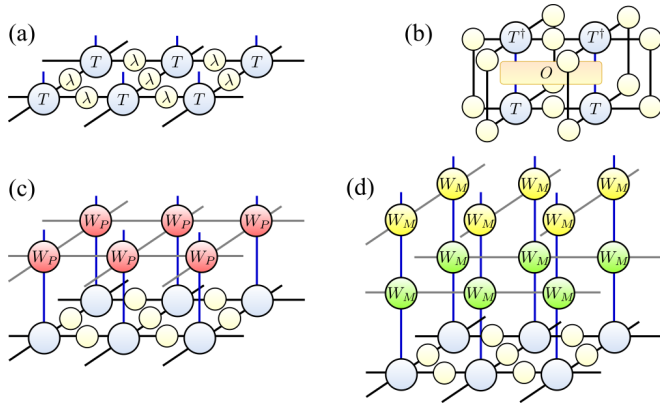 (a)
T λ T λ T
λ λ λ
T λ T λ T
(b)
T† T†
O
T T
(c)
W_P W_P W_P
W_P W_P W_P
(d)
W_M W_M W_M
W_M W_M W_M
W_M W_M W_M
W_M W_M W_M